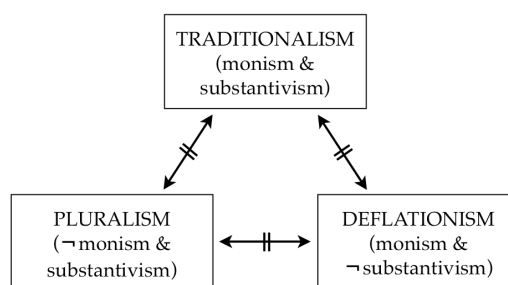 TRADITIONALISM
(monism &
substantivism)
PLURALISM
(¬ monism &
substantivism)
DEFLATIONISM
(monism &
¬ substantivism)